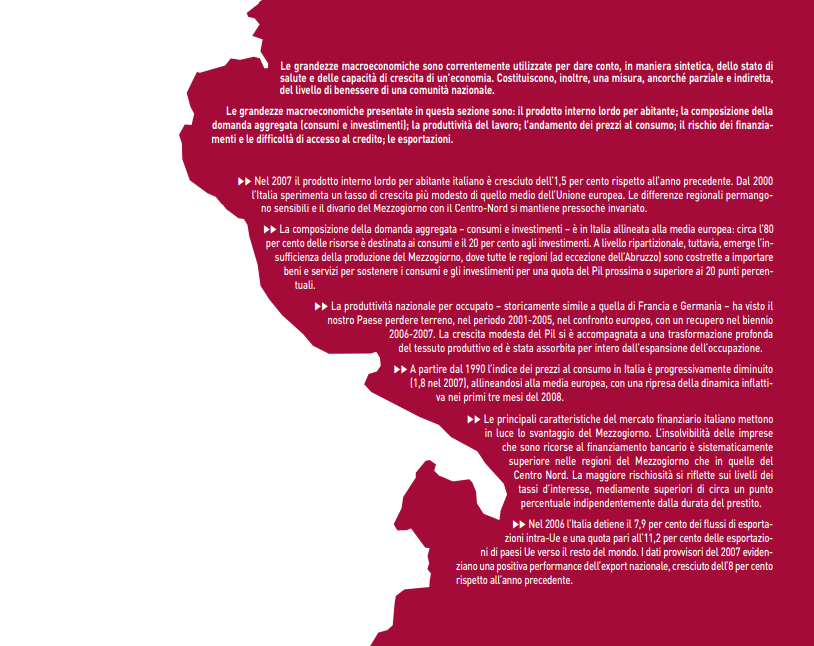 Le grandezze macroeconomiche sono correntemente utilizzate per dare conto, in maniera sintetica, dello stato di
salute e delle capacità di crescita di un'economia. Costituiscono, inoltre, una misura, ancorché parziale e indiretta,
del livello di benessere di una comunità nazionale.
Le grandezze macroeconomiche presentate in questa sezione sono: il prodotto interno lordo per abitante; la composizione della
domanda aggregata (consumi e investimenti); la produttività del lavoro; l'andamento dei prezzi al consumo; il rischio dei finanzia-
menti e le difficoltà di accesso al credito; le esportazioni.
▶▶ Nel 2007 il prodotto interno lordo per abitante italiano è cresciuto dell'1,5 per cento rispetto all'anno precedente. Dal 2000
l'Italia sperimenta un tasso di crescita più modesto di quello medio dell'Unione europea. Le differenze regionali permango-
no sensibili e il divario del Mezzogiorno con il Centro-Nord si mantiene pressoché invariato.
▶▶ La composizione della domanda aggregata – consumi e investimenti – è in Italia allineata alla media europea: circa l'80
per cento delle risorse è destinata ai consumi e il 20 per cento agli investimenti. A livello ripartizionale, tuttavia, emerge l'in-
sufficienza della produzione del Mezzogiorno, dove tutte le regioni (ad eccezione dell'Abruzzo) sono costrette a importare
beni e servizi per sostenere i consumi e gli investimenti per una quota del Pil prossima o superiore ai 20 punti percen-
tuali.
▶▶ La produttività nazionale per occupato – storicamente simile a quella di Francia e Germania – ha visto il
nostro Paese perdere terreno, nel periodo 2001-2005, nel confronto europeo, con un recupero nel biennio
2006-2007. La crescita modesta del Pil si è accompagnata a una trasformazione profonda
del tessuto produttivo ed è stata assorbita per intero dall'espansione dell'occupazione.
▶▶ A partire dal 1990 l'indice dei prezzi al consumo in Italia è progressivamente diminuito
(1,8 nel 2007), allineandosi alla media europea, con una ripresa della dinamica inflatti-
va nei primi tre mesi del 2008.
▶▶ Le principali caratteristiche del mercato finanziario italiano mettono
in luce lo svantaggio del Mezzogiorno. L'insolvibilità delle imprese
che sono ricorse al finanziamento bancario è sistematicamente
superiore nelle regioni del Mezzogiorno che in quelle del
Centro Nord. La maggiore rischiosità si riflette sui livelli dei
tassi d'interesse, mediamente superiori di circa un punto
percentuale indipendentemente dalla durata del prestito.
▶▶ Nel 2006 l'Italia detiene il 7,9 per cento dei flussi di esporta-
zioni intra-Ue e una quota pari all'11,2 per cento delle esportazio-
ni di paesi Ue verso il resto del mondo. I dati provvisori del 2007 eviden-
ziano una positiva performance dell'export nazionale, cresciuto dell'8 per cento
rispetto all'anno precedente.